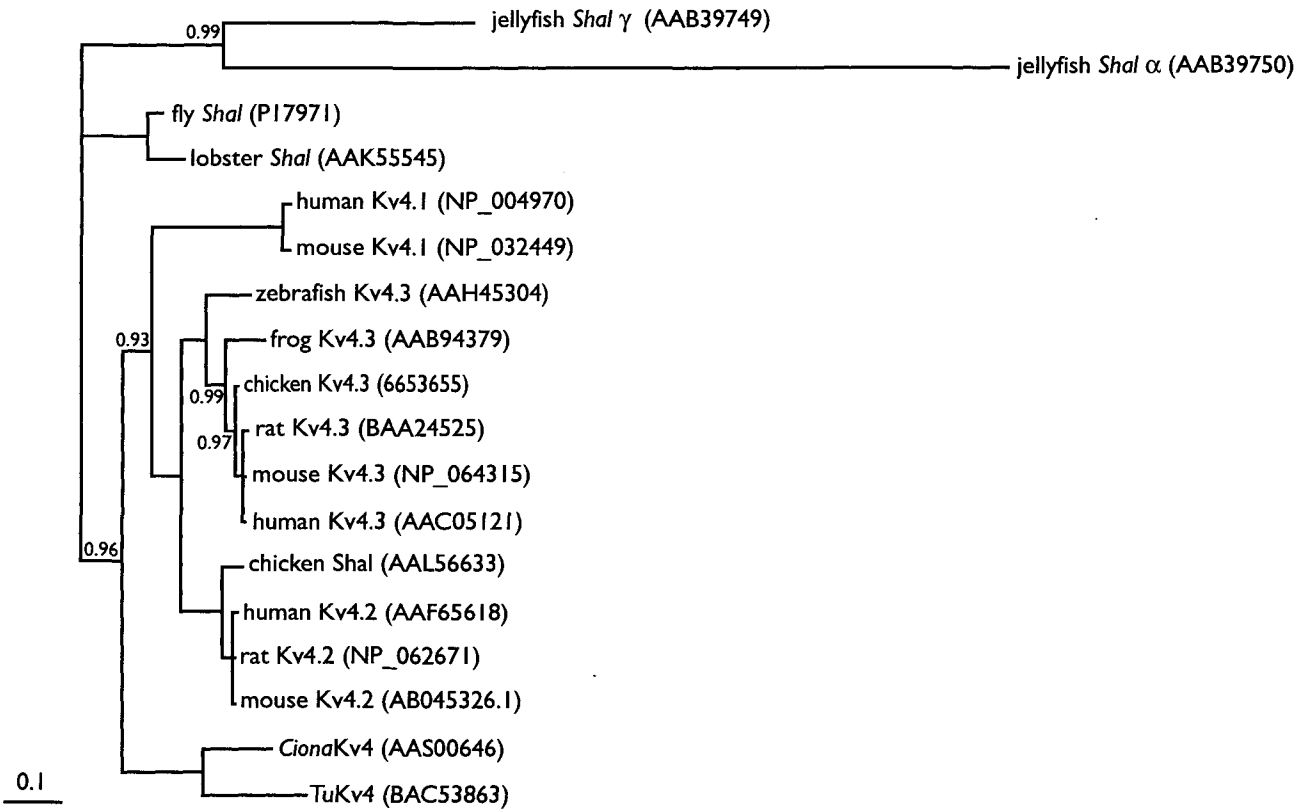 0.99
jellyfish Shal γ (AAB39749)
jellyfish Shal α (AAB39750)
fly Shal (P17971)
lobster Shal (AAK55545)
human Kv4.1 (NP_004970)
mouse Kv4.1 (NP_032449)
zebrafish Kv4.3 (AAH45304)
0.93
frog Kv4.3 (AAB94379)
chicken Kv4.3 (6653655)
0.99
rat Kv4.3 (BAA24525)
0.97
mouse Kv4.3 (NP_064315)
human Kv4.3 (AAC05121)
0.96
chicken Shal (AAL56633)
human Kv4.2 (AAF65618)
rat Kv4.2 (NP_062671)
mouse Kv4.2 (AB045326.1)
CionaKv4 (AAS00646)
0.1
TuKv4 (BAC53863)